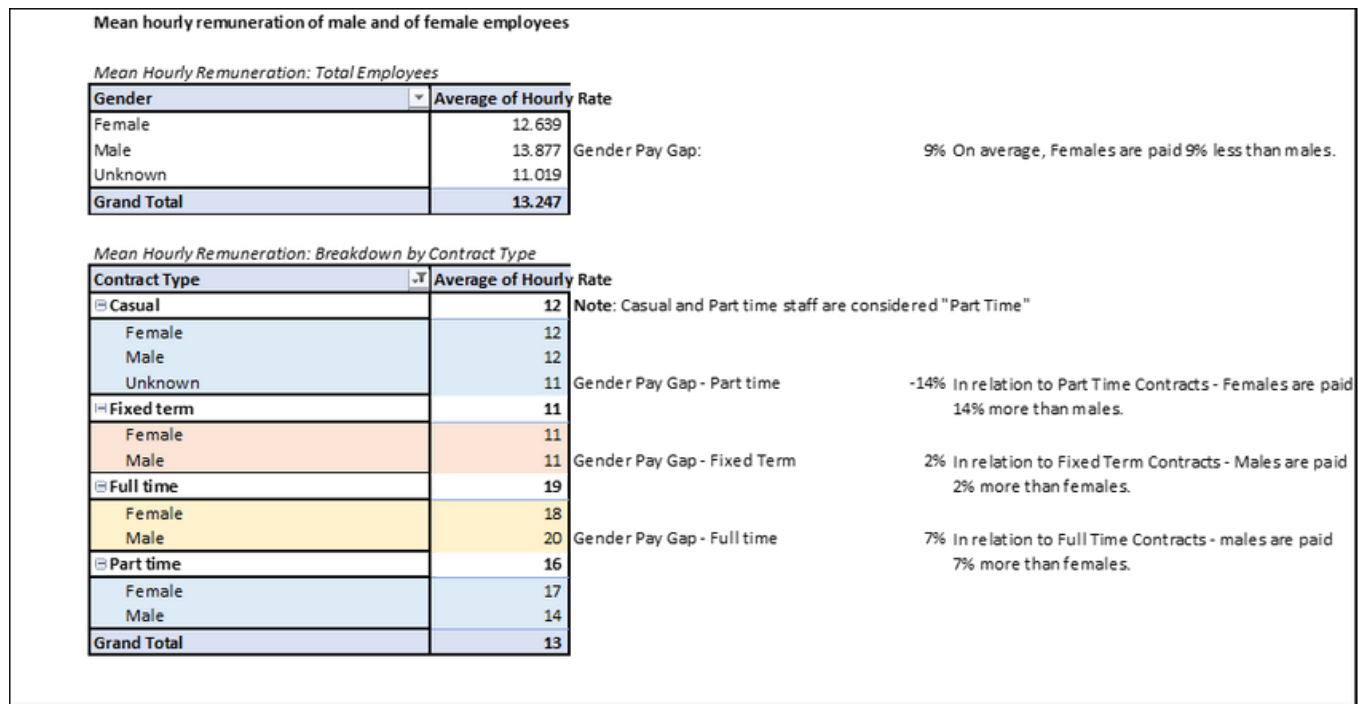 Mean hourly remuneration of male and of female employees
Mean Hourly Remuneration: Total Employees
Gender Average of Hourly Rate
Female 12.639
Male 13.877 Gender Pay Gap: 9% On average, Females are paid 9% less than males.
Unknown 11.019
Grand Total 13.247
Mean Hourly Remuneration: Breakdown by Contract Type
Contract Type Average of Hourly Rate
Casual 12 Note: Casual and Part time staff are considered "Part Time"
Female 12
Male 12
Unknown 11 Gender Pay Gap - Part time -14% In relation to Part Time Contracts - Females are paid
Fixed term 11 14% more than males.
Female 11
Male 11 Gender Pay Gap - Fixed Term 2% In relation to Fixed Term Contracts - Males are paid
Full time 19 2% more than females.
Female 18
Male 20 Gender Pay Gap - Full time 7% In relation to Full Time Contracts - males are paid
Part time 16 7% more than females.
Female 17
Male 14
Grand Total 13